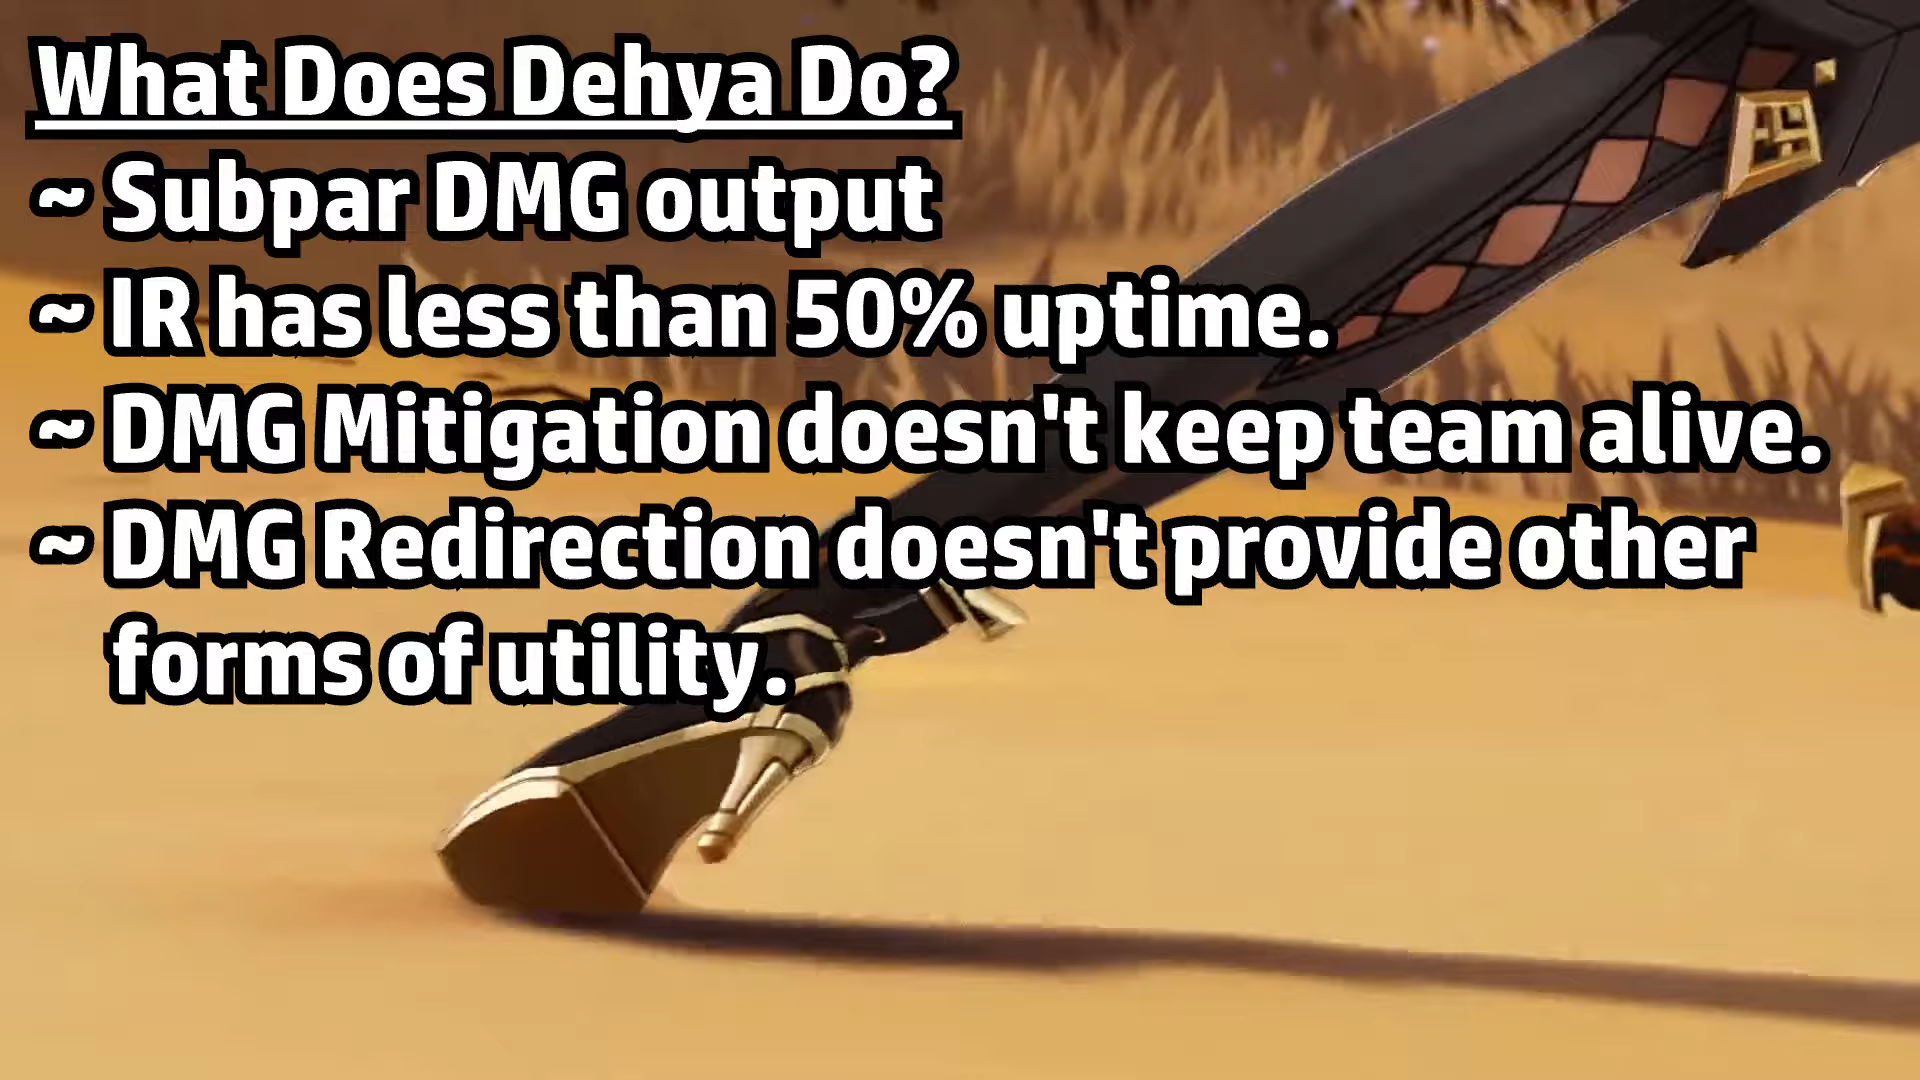 What Does Dehya Do?
~ Subpar DMG output
~ IR has less than 50% uptime.
~ DMG Mitigation doesn't keep team alive.
~ DMG Redirection doesn't provide other
forms of utility.